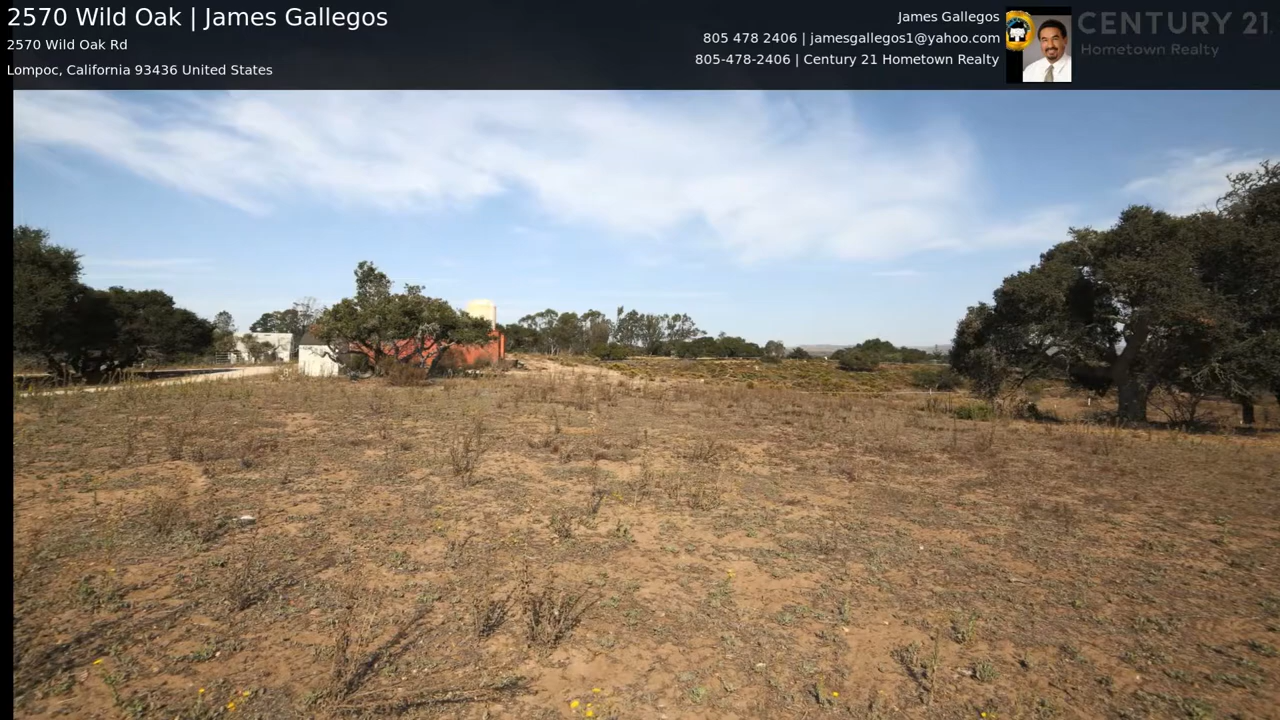 2570 Wild Oak | James Gallegos
2570 Wild Oak Rd
Lompoc, California 93436 United States
James Gallegos
805 478 2406 | jamesgallegos1@yahoo.com
805-478-2406 | Century 21 Hometown Realty
CENTURY 21
Hometown Realty